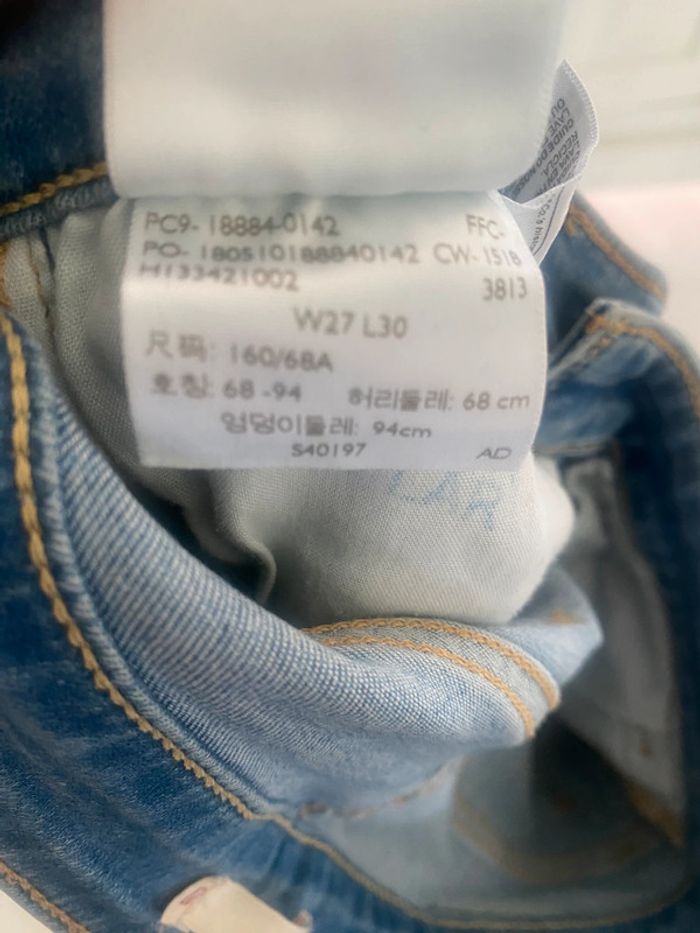 PC9-18884-0142 FFC-
PO-180510188840142 CW-1518
H133421002 3813
W27 L30
尺码: 160/68A
호칭: 68-94 허리둘레: 68 cm
엉덩이둘레: 94cm
S40197 AD